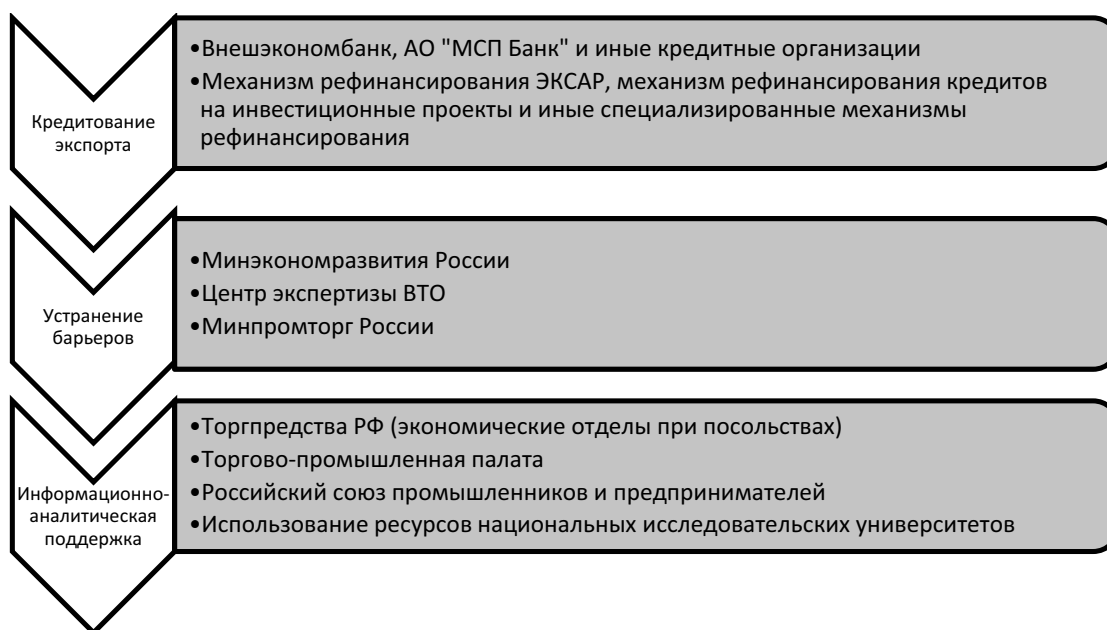 Кредитование
экспорта
•Внешэкономбанк, АО "МСП Банк" и иные кредитные организации
•Механизм рефинансирования ЭКСАР, механизм рефинансирования кредитов
на инвестиционные проекты и иные специализированные механизмы
рефинансирования
Устранение
барьеров
•Минэкономразвития России
•Центр экспертизы ВТО
•Минпромторг России
Информационно-
аналитическая
поддержка
•Торгпредства РФ (экономические отделы при посольствах)
•Торгово-промышленная палата
•Российский союз промышленников и предпринимателей
•Использование ресурсов национальных исследовательских университетов